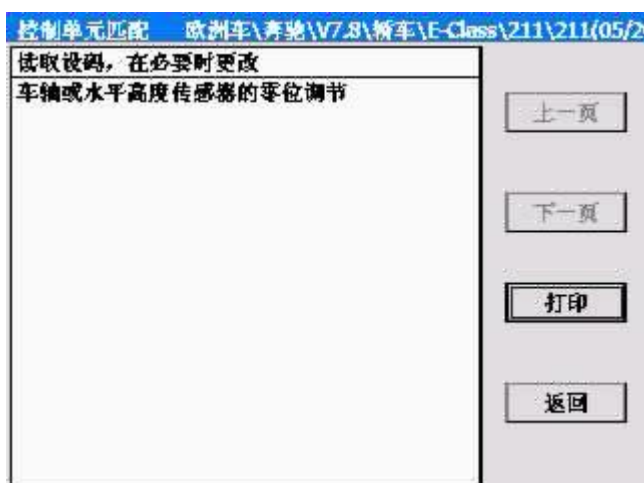 控制单元匹配 欧洲车\奔驰\V7.8\轿车\E-Class\211\211(05/2
读取设码，在必要时更改
车轴或水平高度传感器的零位调节
上一页
下一页
打印
返回